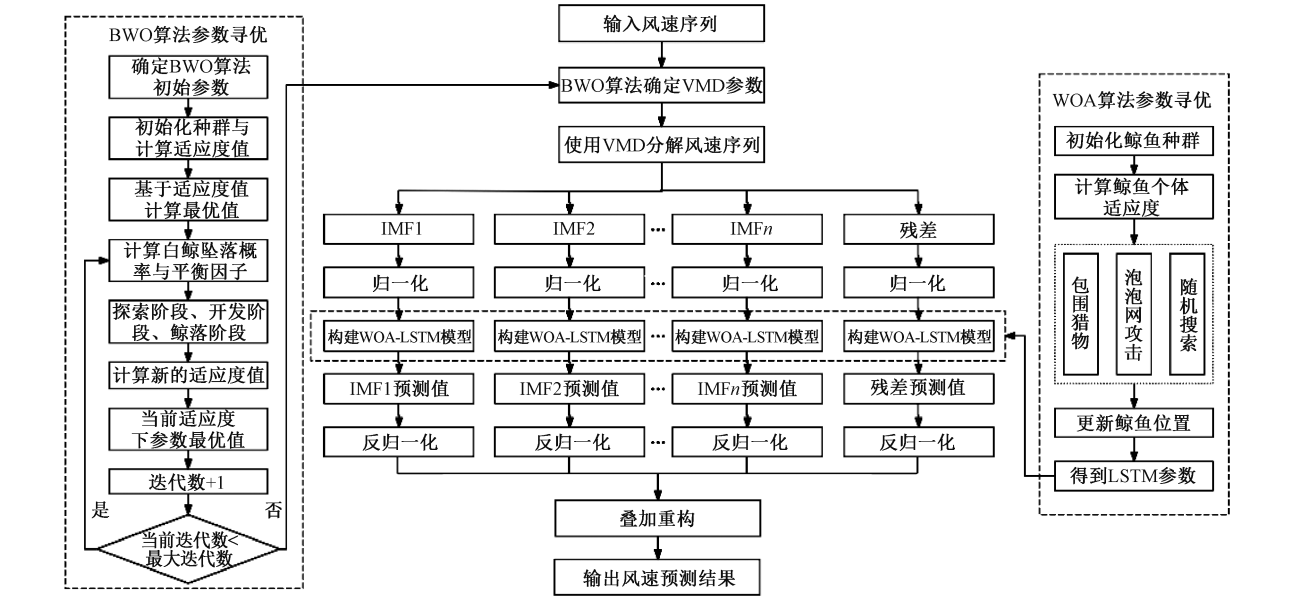 BWO算法参数寻优
确定BWO算法
初始参数
初始化种群与
计算适应度值
基于适应度值
计算最优值
计算白鲸坠落概
率与平衡因子
探索阶段、开发阶
段、鲸落阶段
计算新的适应度值
当前适应度
下参数最优值
迭代数+1
是
否
当前迭代数<
最大迭代数
输入风速序列
BWO算法确定VMD参数
使用VMD分解风速序列
IMF1
IMF2
···
IMFn
残差
归一化
归一化
···
归一化
归一化
构建WOA-LSTM模型
构建WOA-LSTM模型
···
构建WOA-LSTM模型
构建WOA-LSTM模型
IMF1预测值
IMF2预测值
···
IMFn预测值
残差预测值
反归一化
反归一化
···
反归一化
反归一化
叠加重构
输出风速预测结果
WOA算法参数寻优
初始化鲸鱼种群
计算鲸鱼个体
适应度
包围猎物
泡泡网攻击
随机搜索
更新鲸鱼位置
得到LSTM参数